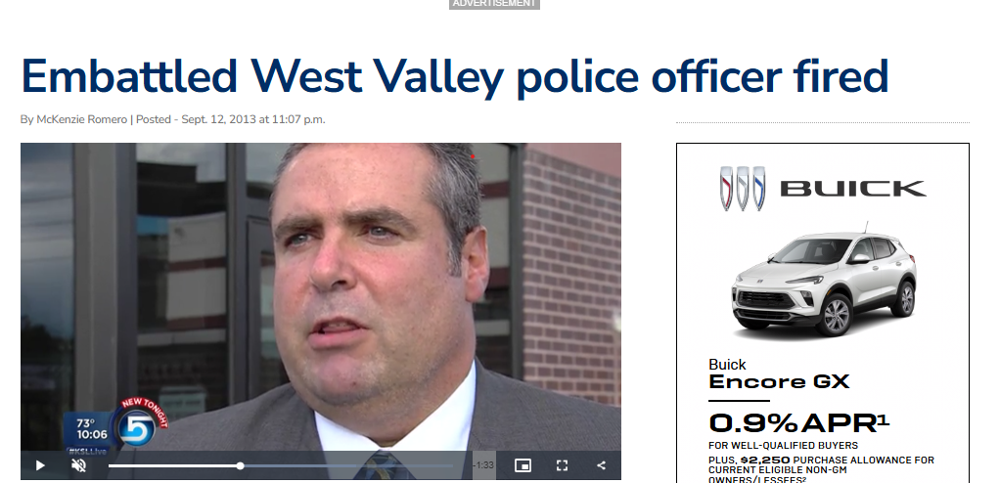 ADVERTISEMENT
Embattled West Valley police officer fired
By McKenzie Romero | Posted - Sept. 12, 2013 at 11:07 p.m.
BUICK
NEW TONIGHT
73°
10:06
5
#KSLLive
-1:33
Buick
Encore GX
0.9% APR¹
FOR WELL-QUALIFIED BUYERS
PLUS, $2,250 PURCHASE ALLOWANCE FOR
CURRENT ELIGIBLE NON-GM
OWNERS/LESSEES²